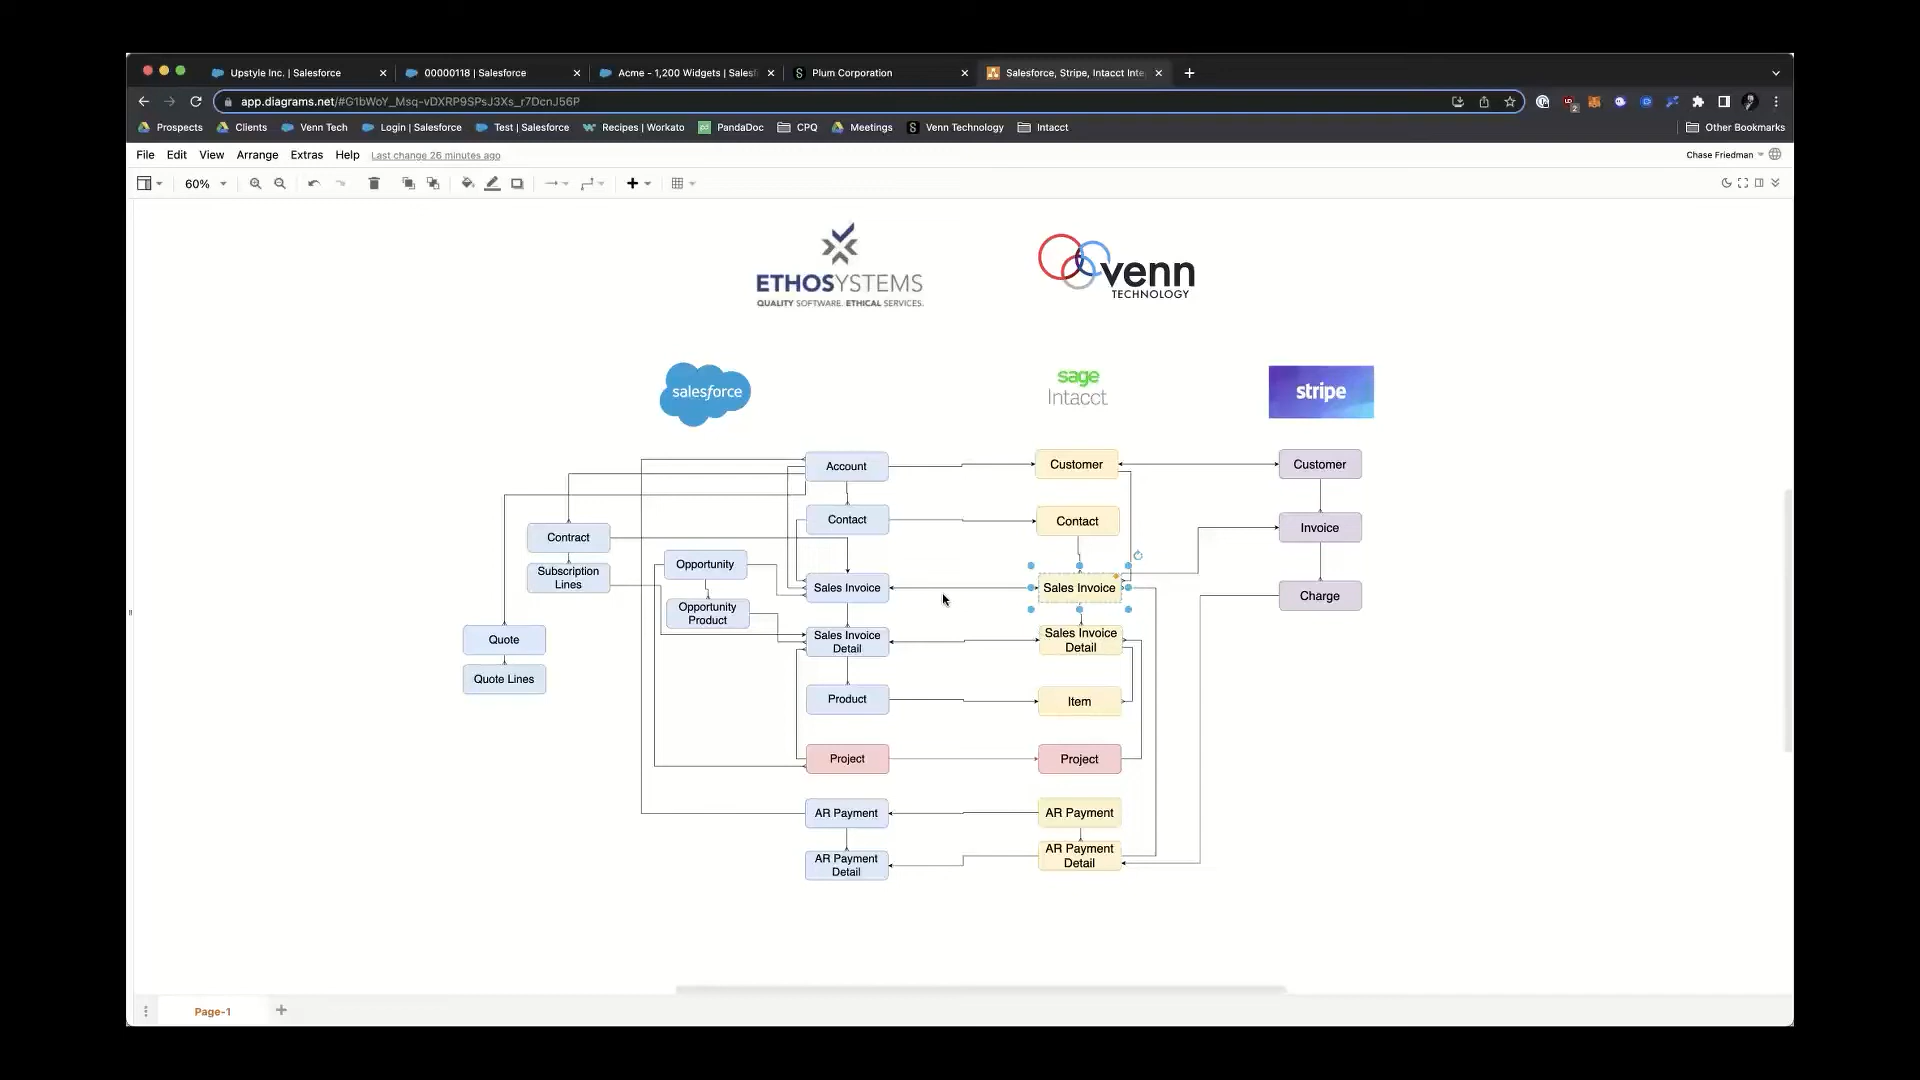 Upstyle Inc. | Salesforce
00000118 | Salesforce
Acme - 1,200 Widgets | Salesf
Plum Corporation
Salesforce, Stripe, Intacct Inte
app.diagrams.net/#G1bWoY_Msq-vDXRP9SPsJ3Xs_r7DcnJ56P
Prospects
Clients
Venn Tech
Login | Salesforce
Test | Salesforce
Recipes | Workato
PandaDoc
CPQ
Meetings
Venn Technology
Intacct
Other Bookmarks
File
Edit
View
Arrange
Extras
Help
Last change 26 minutes ago
Chase Friedman
60%
ETHOSYSTEMS
QUALITY SOFTWARE. ETHICAL SERVICES.
venn
TECHNOLOGY
salesforce
sage
Intacct
stripe
Account
Customer
Customer
Contact
Contact
Invoice
Contract
Subscription
Lines
Opportunity
Opportunity
Product
Sales Invoice
Sales Invoice
Charge
Quote
Quote Lines
Sales Invoice
Detail
Sales Invoice
Detail
Product
Item
Project
Project
AR Payment
AR Payment
AR Payment
Detail
AR Payment
Detail
Page-1